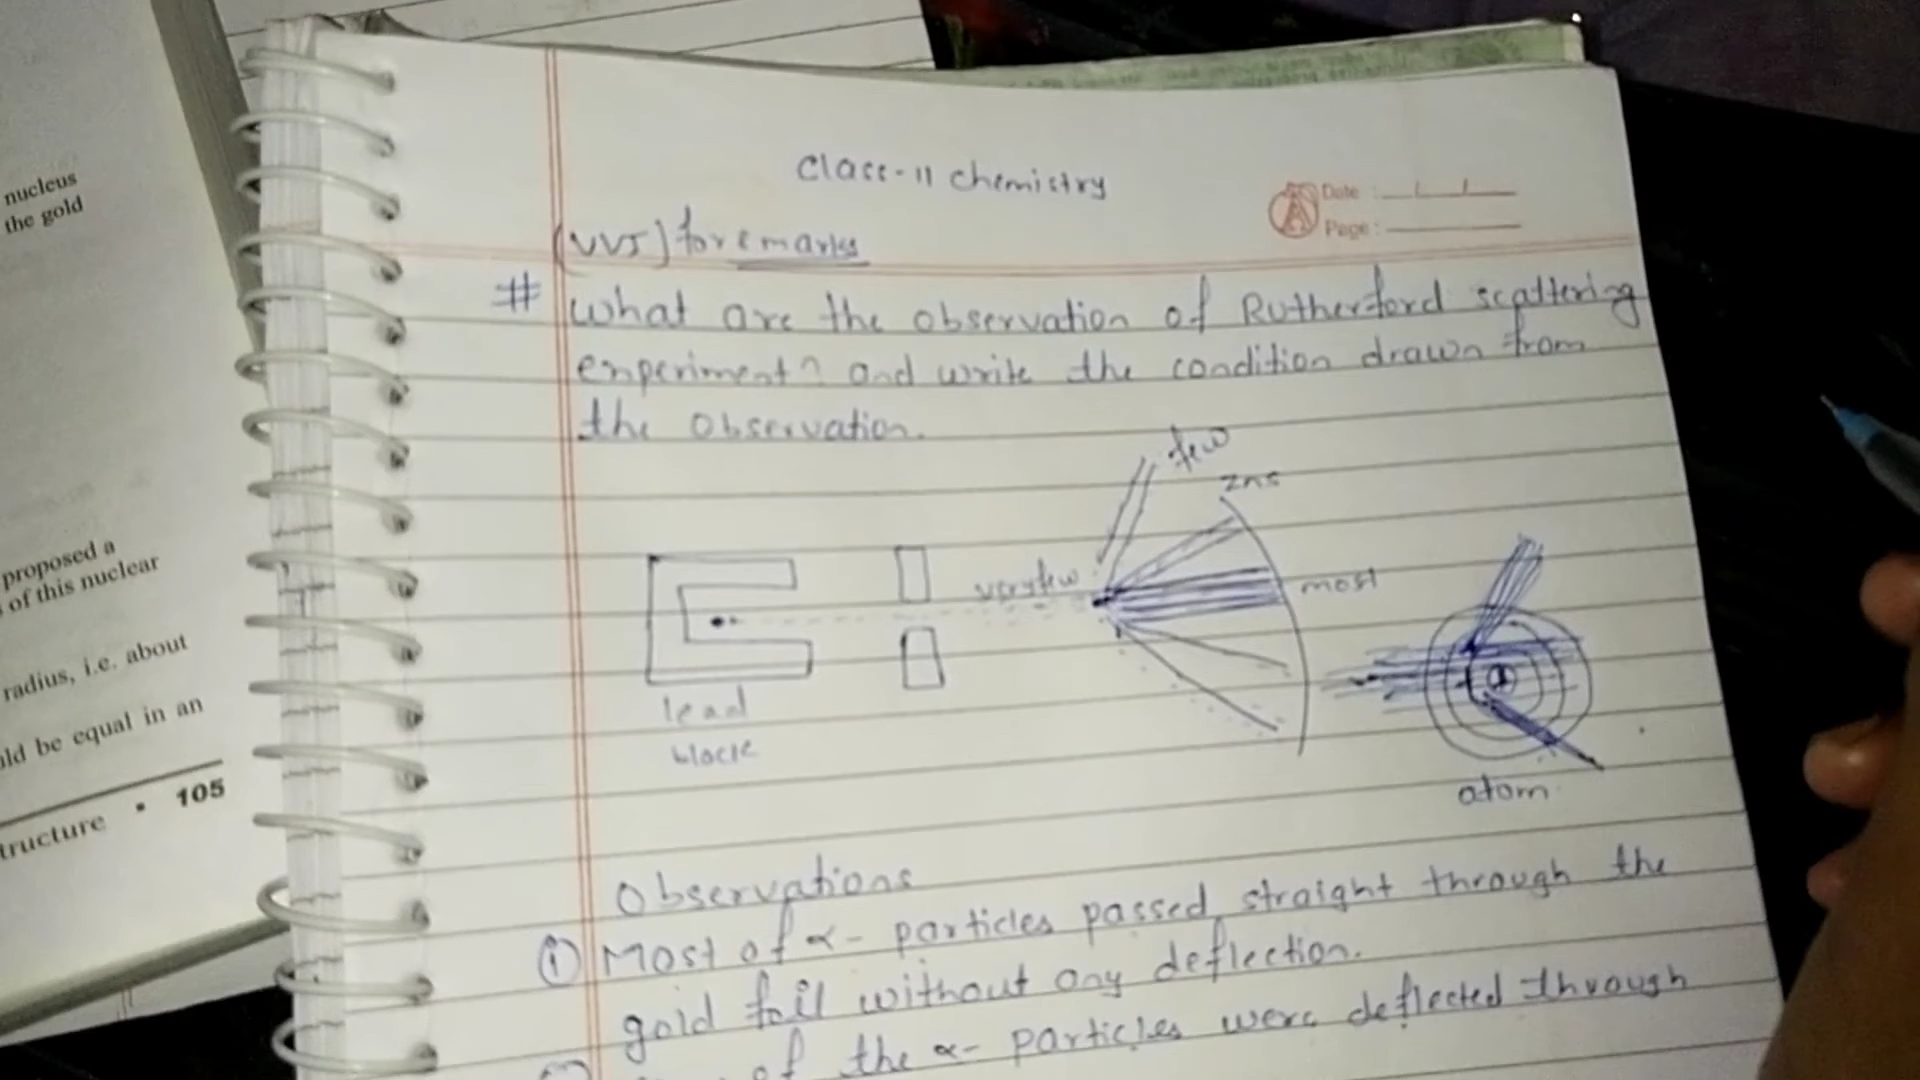 nucleus
the gold
proposed a
of this nuclear
radius, i.e. about
ld be equal in an
tructure • 105
Class-11 Chemistry
Date :
Page :
(VVI) for marks
# What are the observation of Rutherford scattering
experiment? and write the condition drawn from
the observation.
few
zns
very few
most
lead
block
atom
Observations
① Most of α- particles passed straight through the
gold foil without any deflection.
of the α- particles were deflected through